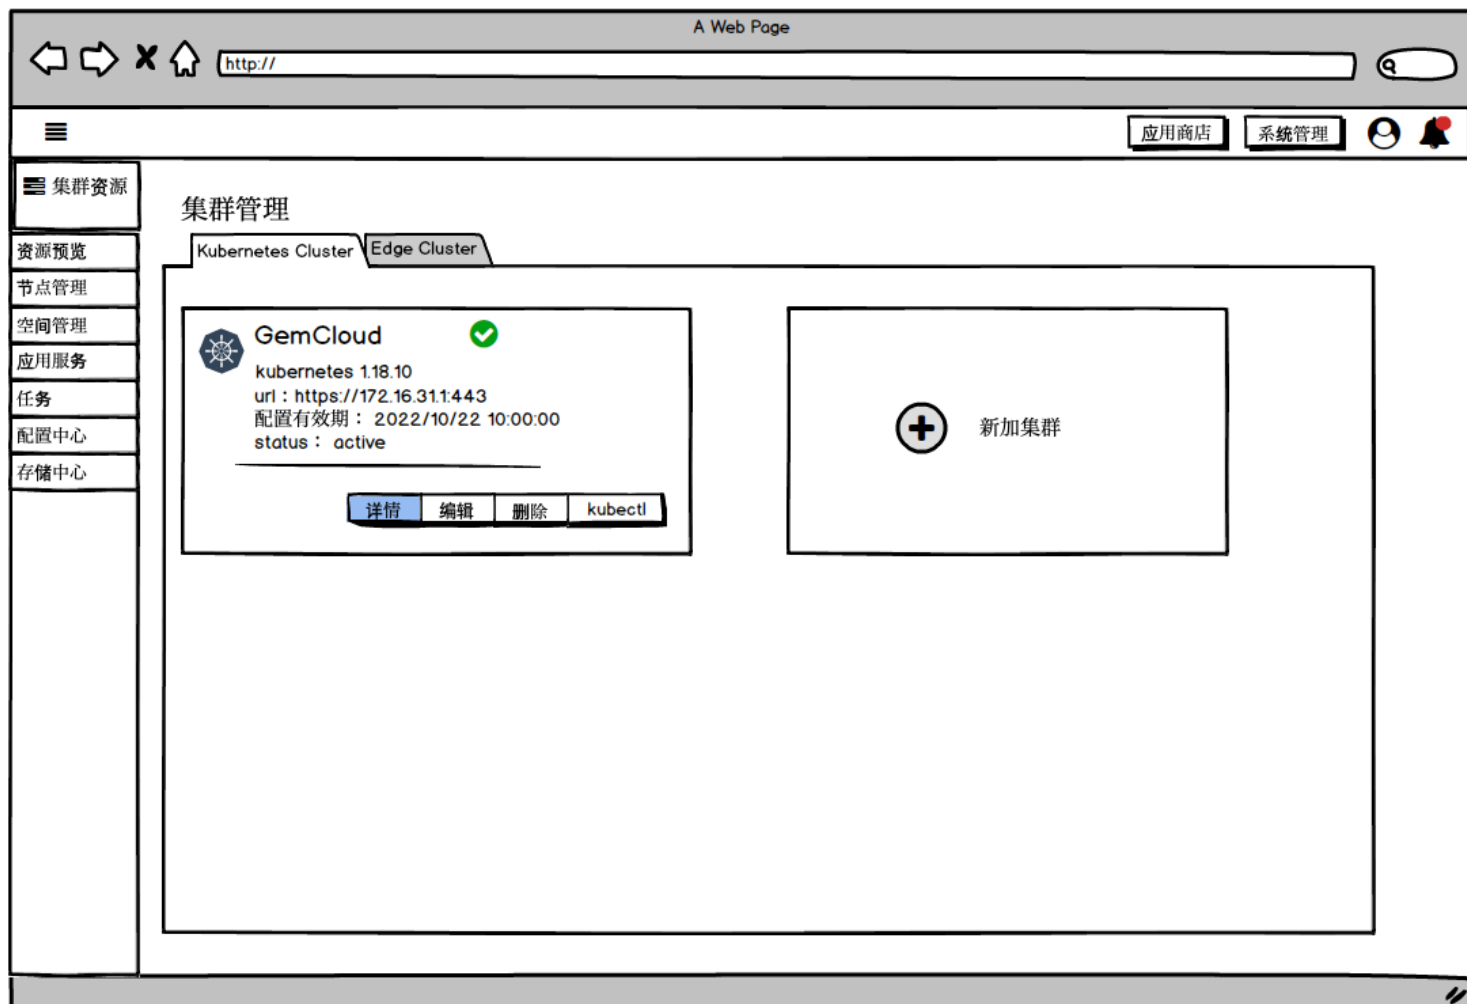 A Web Page
http://
应用商店
系统管理
集群资源
资源预览
节点管理
空间管理
应用服务
任务
配置中心
存储中心
集群管理
Kubernetes Cluster
Edge Cluster
GemCloud
kubernetes 1.18.10
url：https://172.16.31.1:443
配置有效期： 2022/10/22 10:00:00
status： active
详情
编辑
删除
kubectl
新加集群